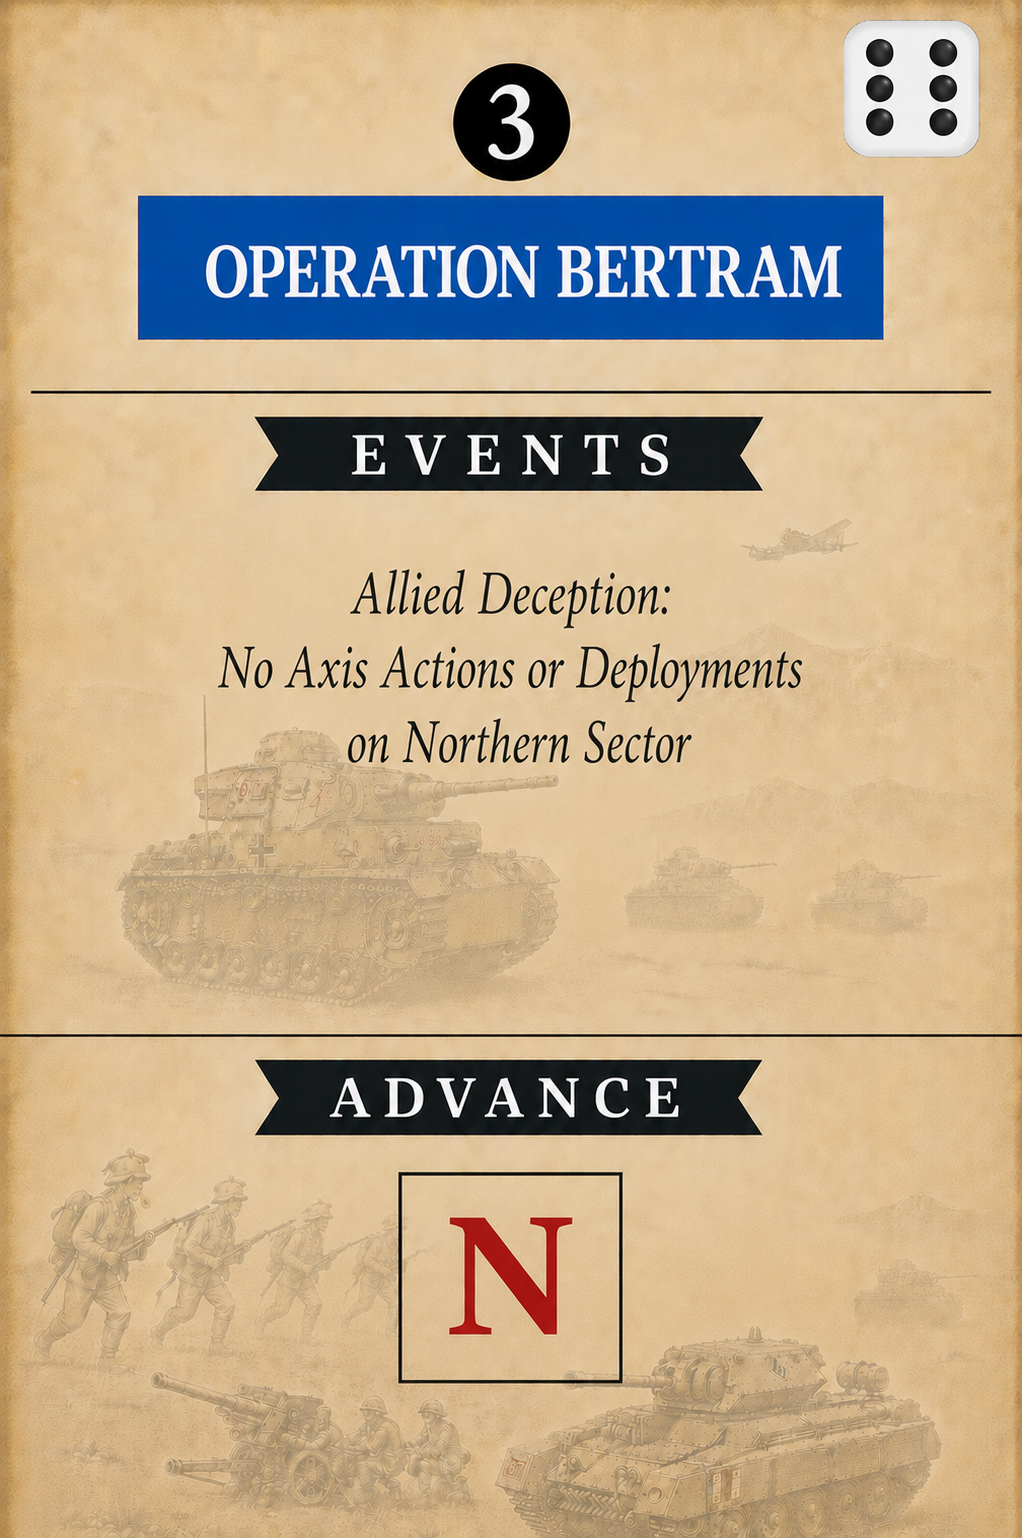 3
OPERATION BERTRAM
EVENTS
Allied Deception:
No Axis Actions or Deployments
on Northern Sector
ADVANCE
N